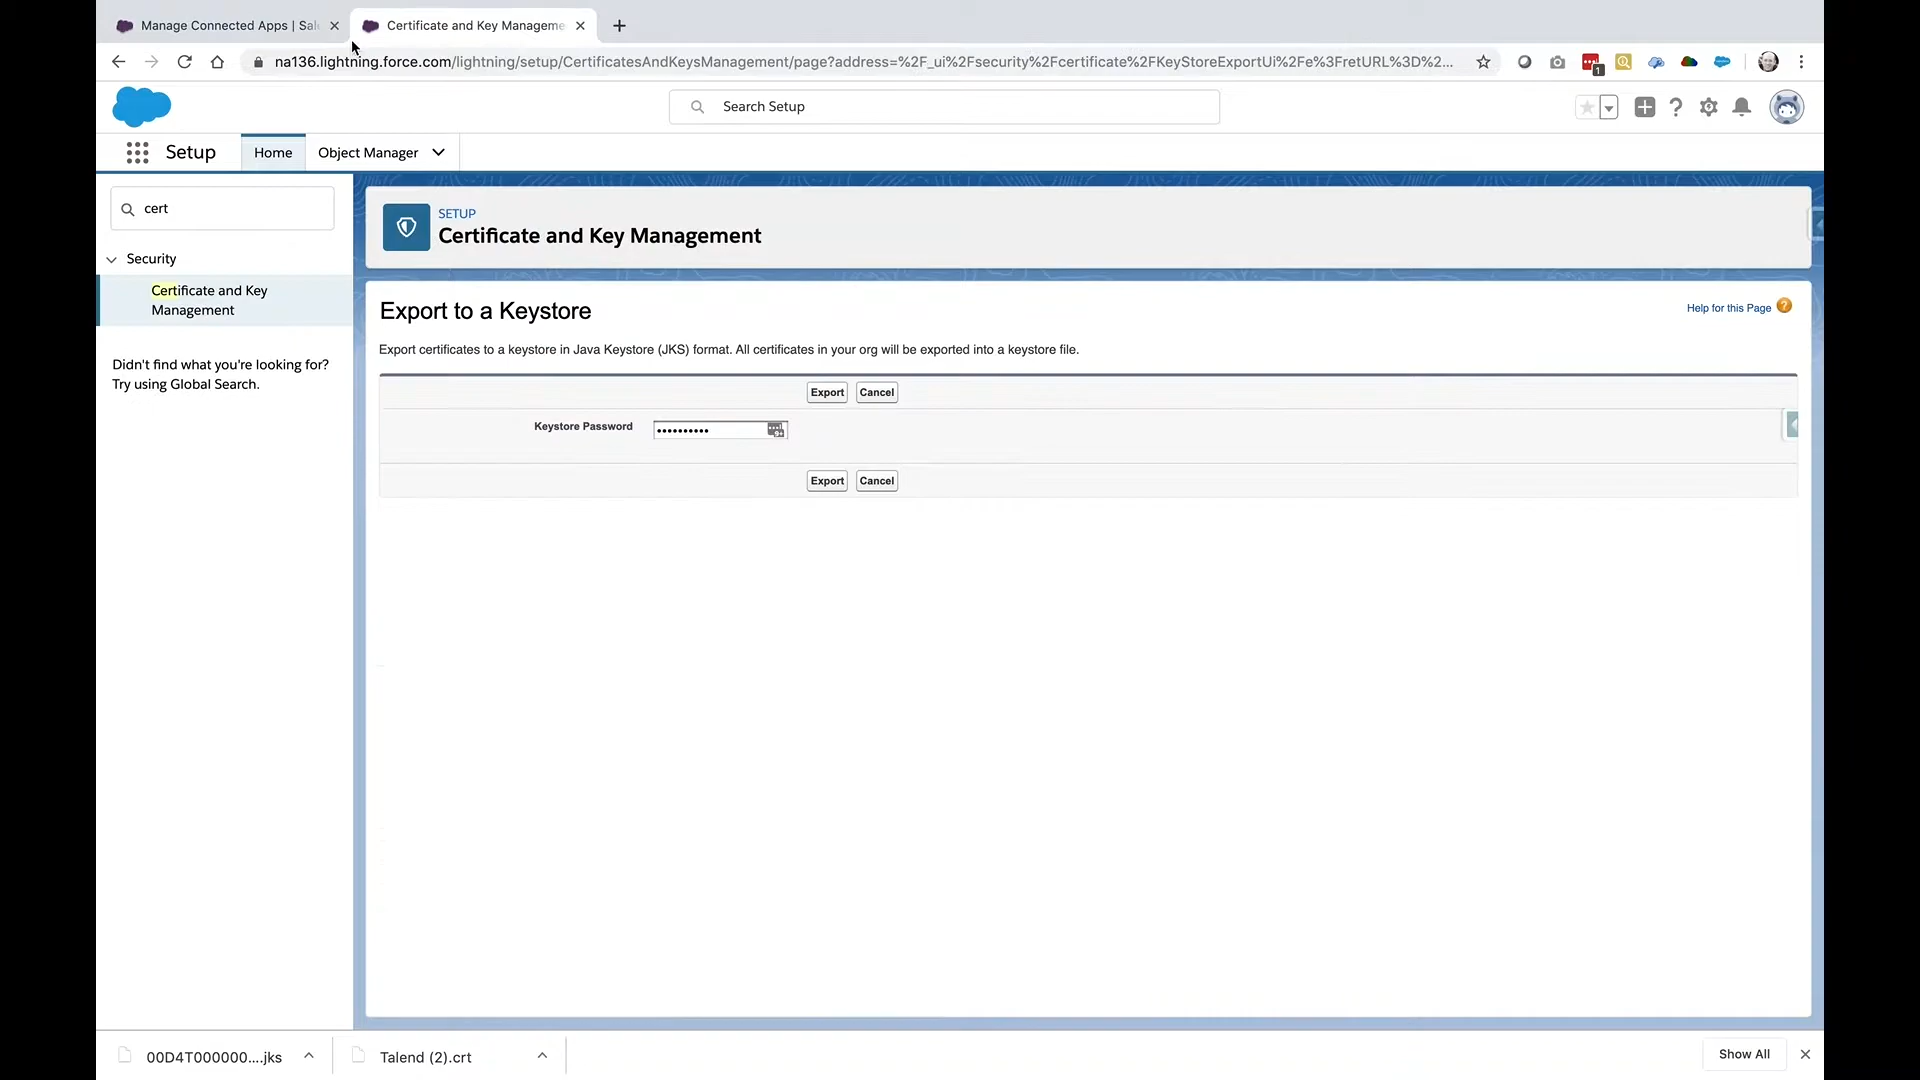 Manage Connected Apps | Sal
Certificate and Key Manageme
na136.lightning.force.com/lightning/setup/CertificatesAndKeysManagement/page?address=%2F_ui%2Fsecurity%2Fcertificate%2FKeyStoreExportUi%2Fe%3FretURL%3D%2...
1
Search Setup
Setup
Home
Object Manager
cert
Security
Certificate and Key
Management
Didn't find what you're looking for?
Try using Global Search.
SETUP
Certificate and Key Management
Export to a Keystore
Help for this Page ?
Export certificates to a keystore in Java Keystore (JKS) format. All certificates in your org will be exported into a keystore file.
Export Cancel
Keystore Password ••••••••••
Export Cancel
00D4T000000....jks
Talend (2).crt
Show All